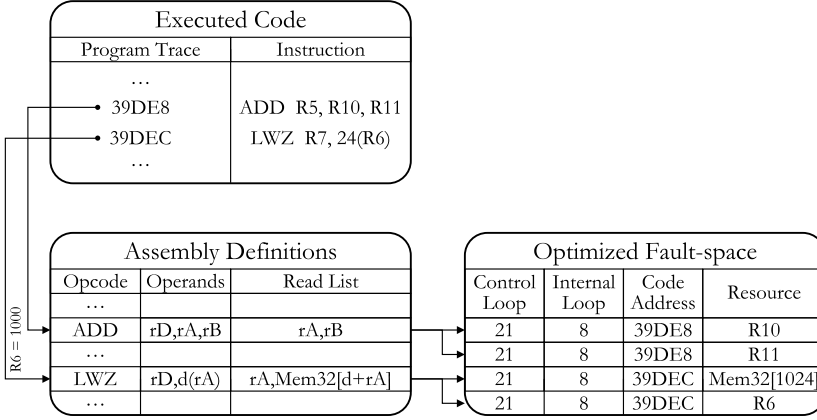 Executed Code
Program Trace Instruction
...
39DE8 ADD R5, R10, R11
39DEC LWZ R7, 24(R6)
...
R6 = 1000
Assembly Definitions
Opcode Operands Read List
...
ADD rD,rA,rB rA,rB
...
LWZ rD,d(rA) rA,Mem32[d+rA]
...
Optimized Fault-space
Control Loop Internal Loop Code Address Resource
21 8 39DE8 R10
21 8 39DE8 R11
21 8 39DEC Mem32[1024]
21 8 39DEC R6